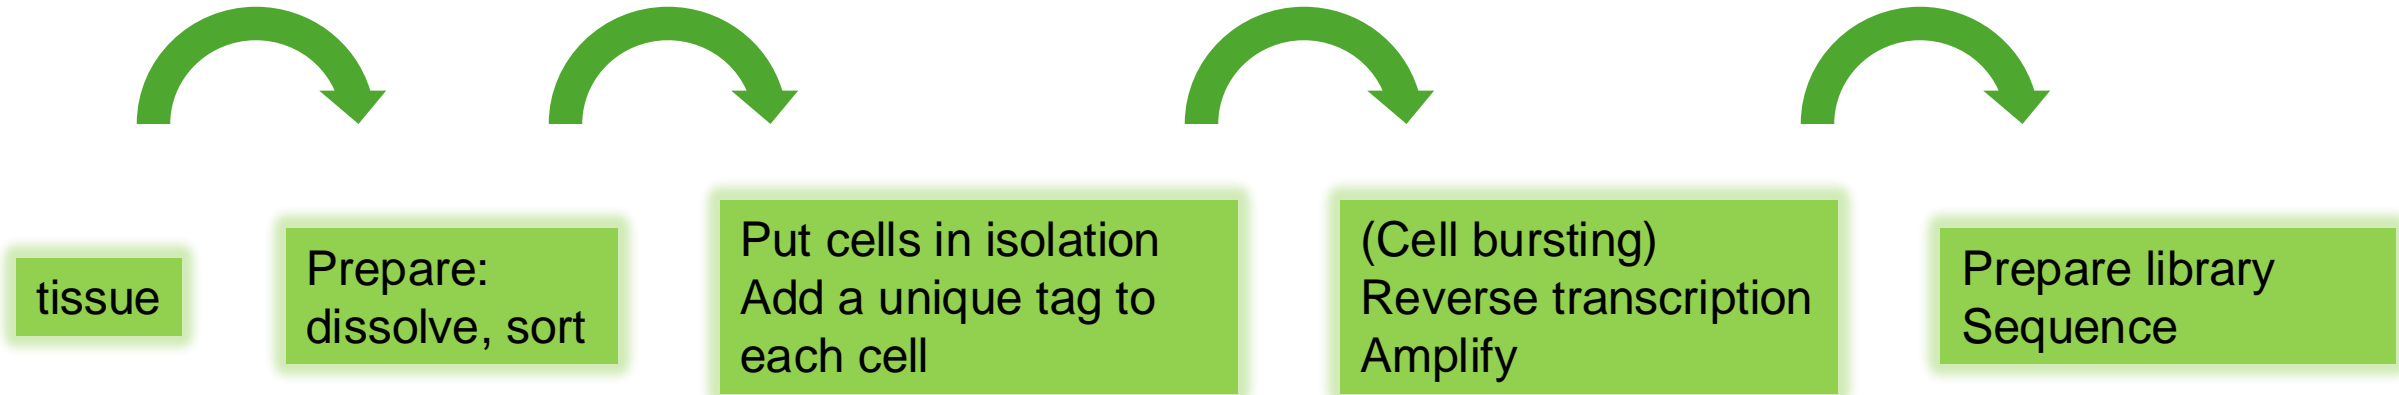 tissue
Prepare:
dissolve, sort
Put cells in isolation
Add a unique tag to
each cell
(Cell bursting)
Reverse transcription
Amplify
Prepare library
Sequence